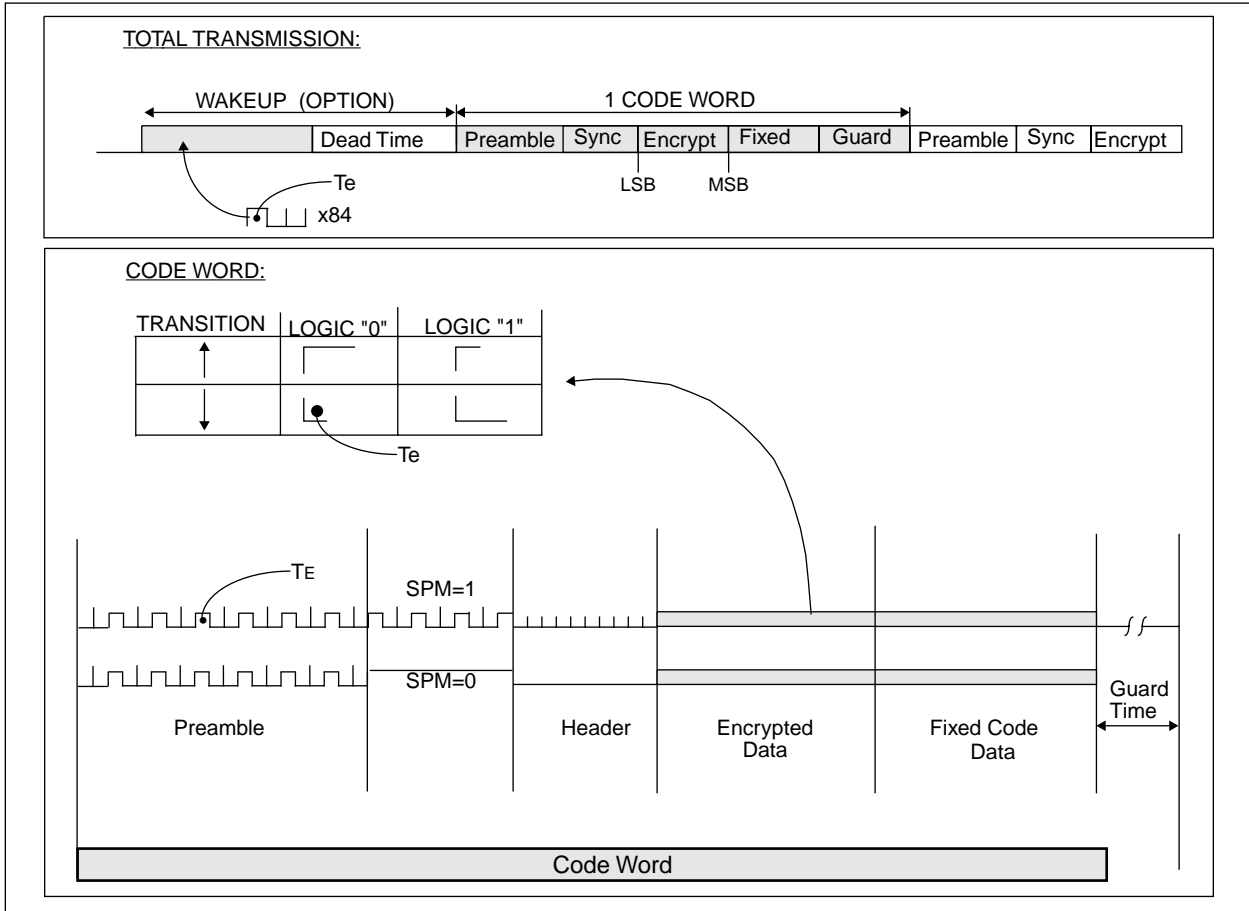 TOTAL TRANSMISSION:
WAKEUP (OPTION)
1 CODE WORD
Dead Time
Preamble
Sync
Encrypt
Fixed
Guard
Preamble
Sync
Encrypt
LSB
MSB
Te
x84
CODE WORD:
TRANSITION
LOGIC "0"
LOGIC "1"
Te
TE
SPM=1
SPM=0
Preamble
Header
Encrypted
Data
Fixed Code
Data
Guard
Time
Code Word